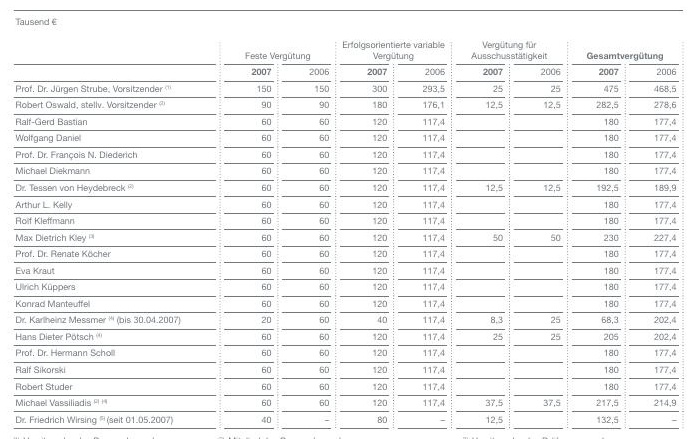 Tausend €
Feste Vergütung Erfolgsorientierte variable Vergütung Vergütung für Ausschusstätigkeit Gesamtvergütung
2007 2006 2007 2006 2007 2006 2007 2006
Prof. Dr. Jürgen Strube, Vorsitzender (1) 150 150 300 293,5 25 25 475 468,5
Robert Oswald, stellv. Vorsitzender (2) 90 90 180 176,1 12,5 12,5 282,5 278,6
Ralf-Gerd Bastian 60 60 120 117,4 180 177,4
Wolfgang Daniel 60 60 120 117,4 180 177,4
Prof. Dr. François N. Diederich 60 60 120 117,4 180 177,4
Michael Diekmann 60 60 120 117,4 180 177,4
Dr. Tessen von Heydebreck (2) 60 60 120 117,4 12,5 12,5 192,5 189,9
Arthur L. Kelly 60 60 120 117,4 180 177,4
Rolf Kleffmann 60 60 120 117,4 180 177,4
Max Dietrich Kley (3) 60 60 120 117,4 50 50 230 227,4
Prof. Dr. Renate Köcher 60 60 120 117,4 180 177,4
Eva Kraut 60 60 120 117,4 180 177,4
Ulrich Küppers 60 60 120 117,4 180 177,4
Konrad Manteuffel 60 60 120 117,4 180 177,4
Dr. Karlheinz Messmer (4) (bis 30.04.2007) 20 60 40 117,4 8,3 25 68,3 202,4
Hans Dieter Pötsch (4) 60 60 120 117,4 25 25 205 202,4
Prof. Dr. Hermann Scholl 60 60 120 117,4 180 177,4
Ralf Sikorski 60 60 120 117,4 180 177,4
Robert Studer 60 60 120 117,4 180 177,4
Michael Vassiliadis (2) (4) 60 60 120 117,4 37,5 37,5 217,5 214,9
Dr. Friedrich Wirsing (5) (seit 01.05.2007) 40 – 80 – 12,5 132,5 –